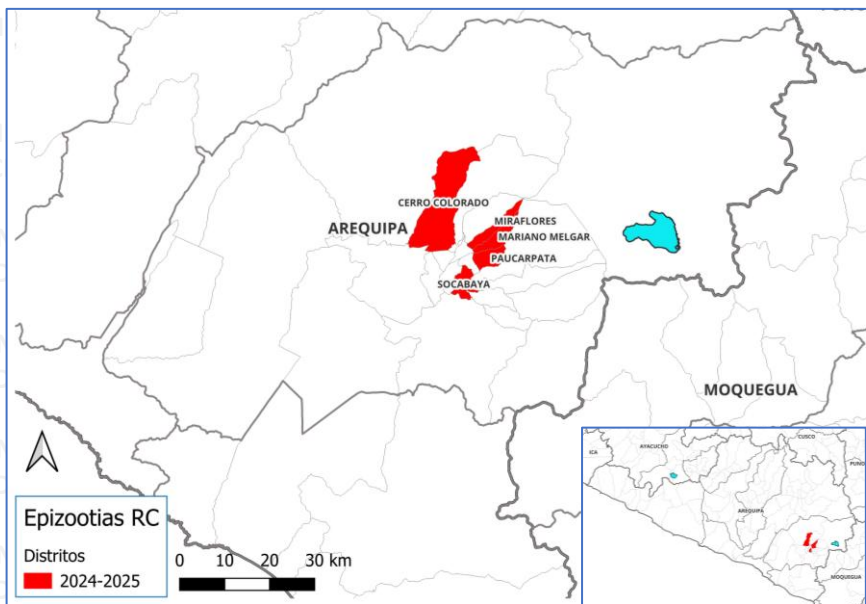 CERRO COLORADO
AREQUIPA
MIRAFLORES
MARIANO MELGAR
PAUCARPATA
SOCABAYA
MOQUEGUA
Epizootias RC
Distritos
2024-2025
0 10 20 30 km
CUSCO
AYACUCHO
ICA
PUNO
AREQUIPA
MOQUEGUA